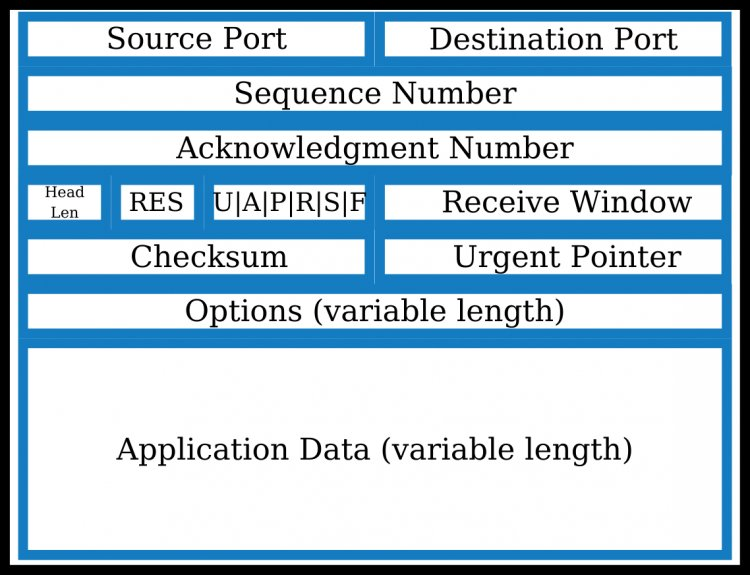 Source Port
Destination Port
Sequence Number
Acknowledgment Number
Head
Len
RES
U|A|P|R|S|F
Receive Window
Checksum
Urgent Pointer
Options (variable length)
Application Data (variable length)